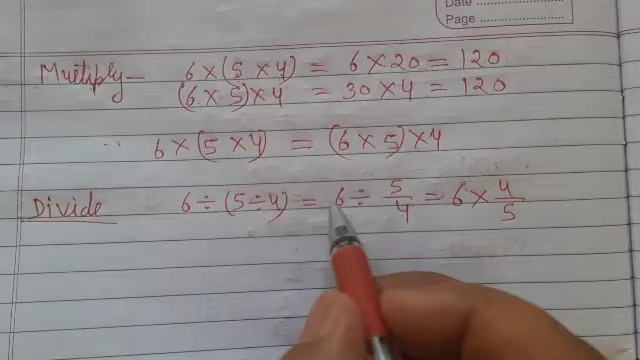 Date ..................
Page ..................
Multiply— 6 × (5 × 4) = 6 × 20 = 120
(6 × 5) × 4 = 30 × 4 = 120
∵ 6 × (5 × 4) = (6 × 5) × 4
Divide 6 ÷ (5 ÷ 4) = 6 ÷ 5/4 = 6 × 4/5